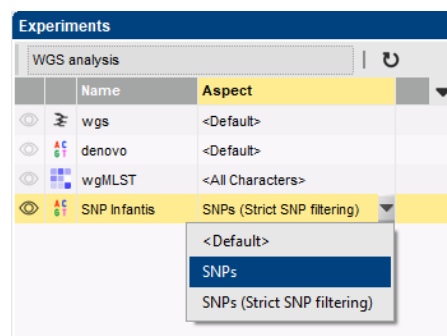 Experiments
WGS analysis
Name Aspect
wgs <Default>
denovo <Default>
wgMLST <All Characters>
SNP Infantis SNPs (Strict SNP filtering)
<Default>
SNPs
SNPs (Strict SNP filtering)